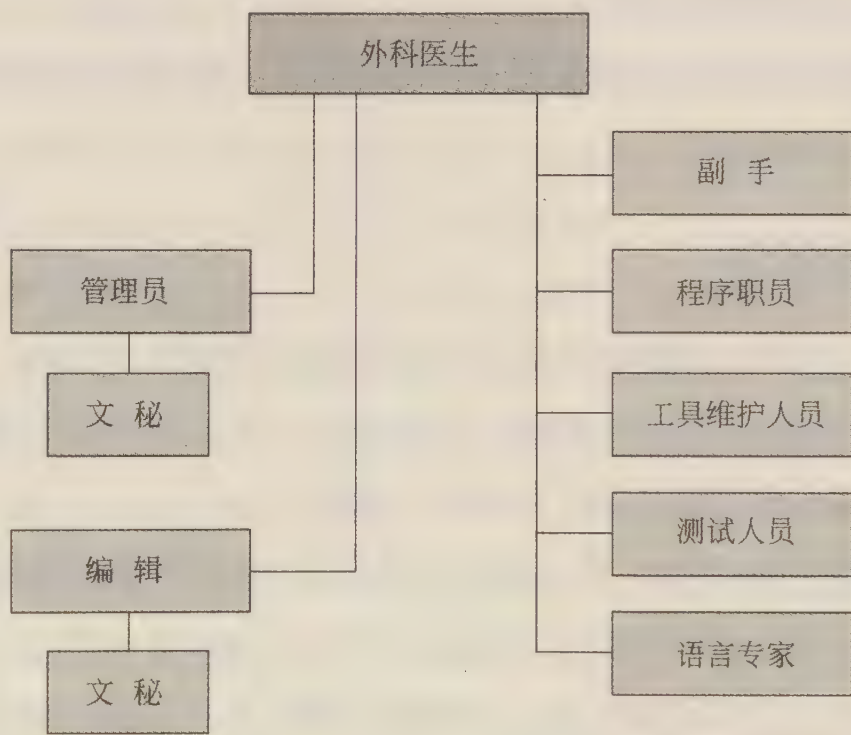 外科医生
副 手
管理员
程序职员
文 秘
工具维护人员
编 辑
测试人员
文 秘
语言专家